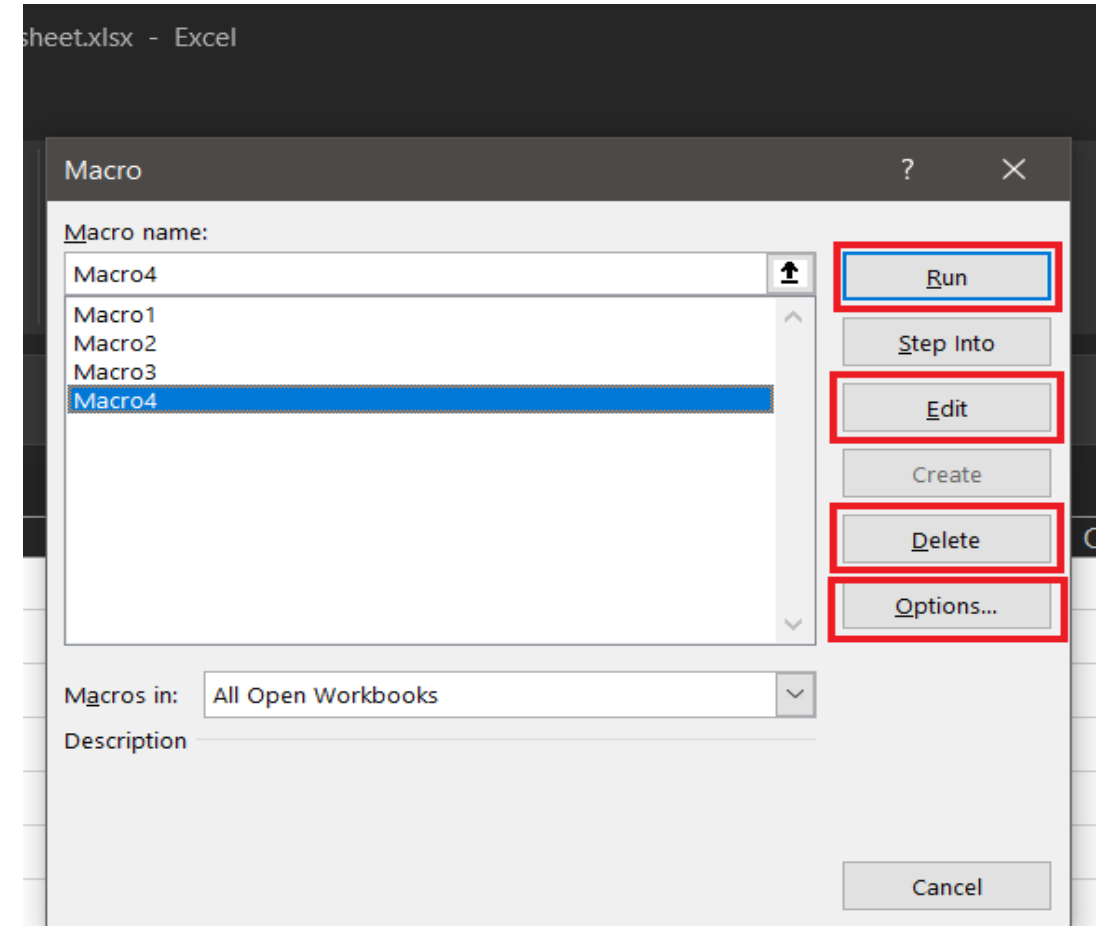 sheet.xlsx - Excel
Macro ?
Macro name:
Macro4
Run
Macro1
Macro2
Macro3
Macro4
Step Into
Edit
Create
Delete
Options...
Macros in: All Open Workbooks
Description
Cancel